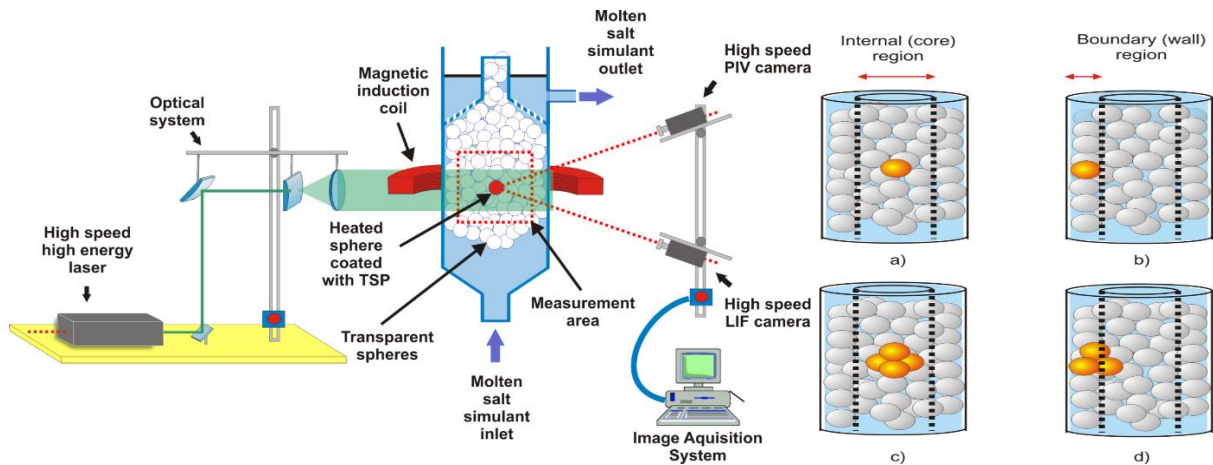 Optical
system
High speed
high energy
laser
Magnetic
induction
coil
Molten
salt
simulant
outlet
High speed
PIV camera
Heated
sphere
coated
with TSP
Transparent
spheres
Molten
salt
simulant
inlet
Measurement
area
High speed
LIF camera
Image Aquisition
System
Internal (core)
region
a)
Boundary (wall)
region
b)
c)
d)